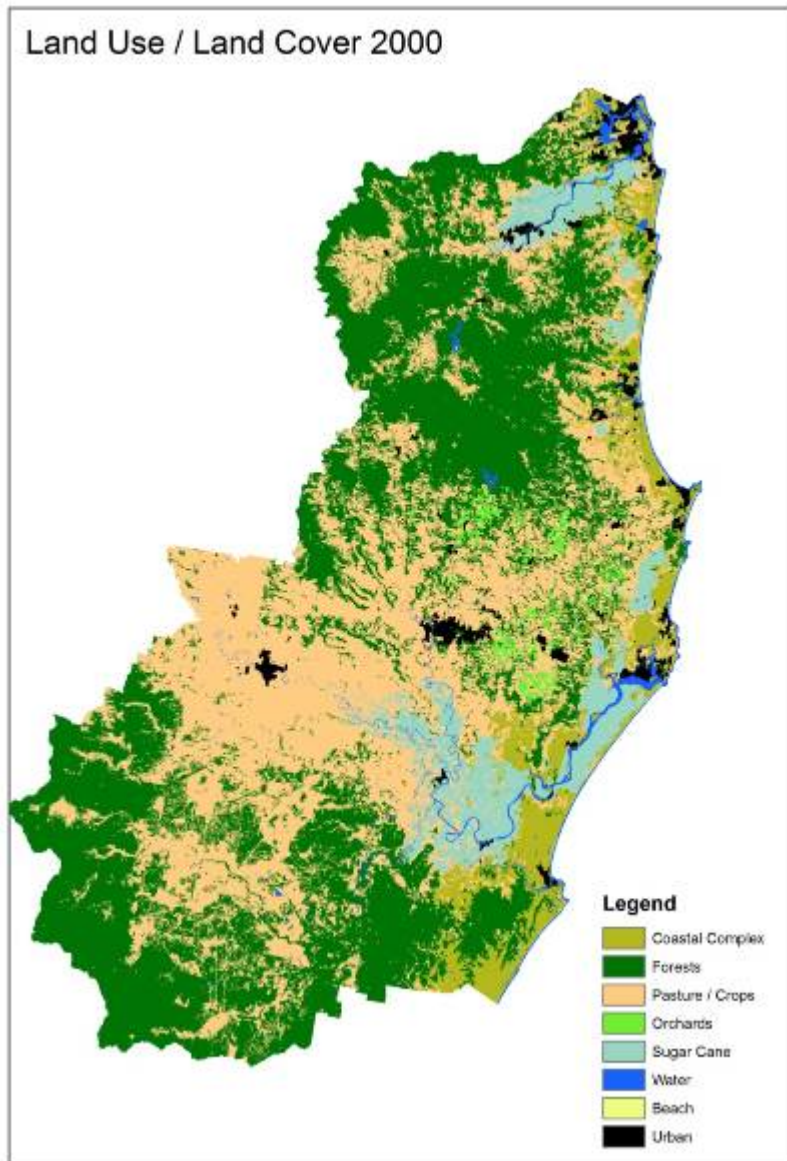 Land Use / Land Cover 2000
Legend
Coastal Complex
Forests
Pasture / Crops
Orchards
Sugar Cane
Water
Beach
Urban